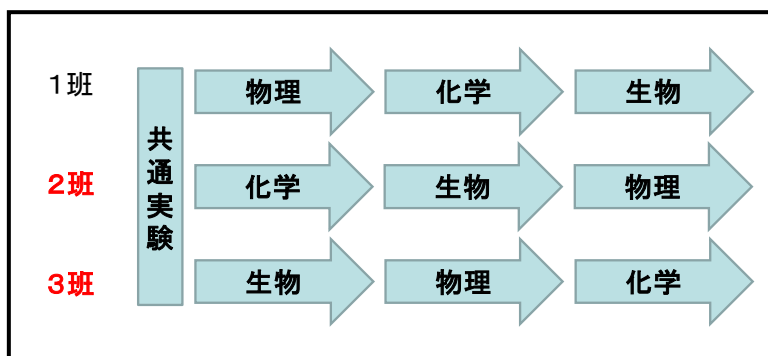 1班 物理 化学 生物
共通実験
2班 化学 生物 物理
3班 生物 物理 化学